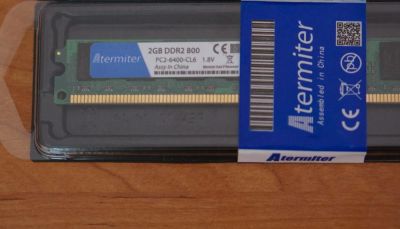 Atermiter
2GB DDR2 800
PC2-6400-CL6 1.8V
Assy In China
Atermiter
Assembled in China
Atermiter